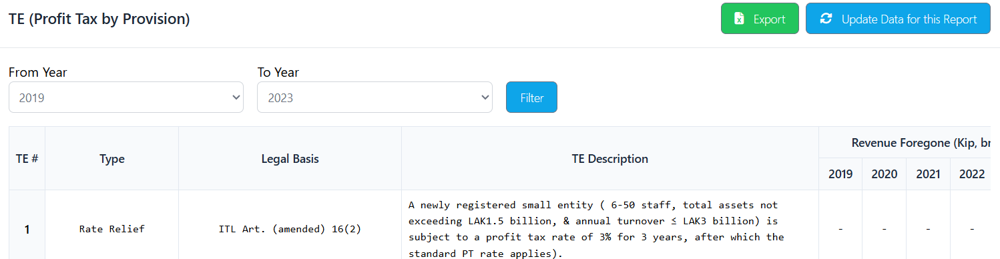 TE (Profit Tax by Provision)
Export
Update Data for this Report
From Year
To Year
2019
2023
Filter
TE #
Type
Legal Basis
TE Description
Revenue Foregone (Kip,
2019
2020
2021
2022
1
Rate Relief
ITL Art. (amended) 16(2)
A newly registered small entity ( 6-50 staff, total assets not
exceeding LAK1.5 billion, & annual turnover ≤ LAK3 billion) is
subject to a profit tax rate of 3% for 3 years, after which the
standard PT rate applies).
-
-
-
-